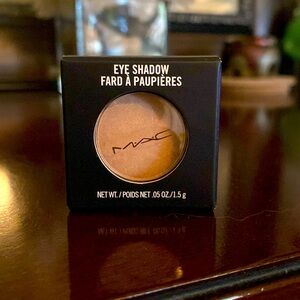 EYE SHADOW
FARD À PAUPIÈRES
MAC
NET WT. / POIDS NET .05 OZ./1.5 g